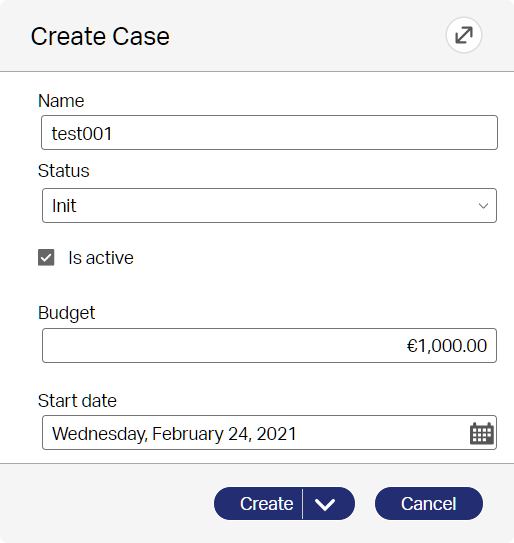 Create Case
Name
test001
Status
Init
Is active
Budget
€1,000.00
Start date
Wednesday, February 24, 2021
Create
Cancel